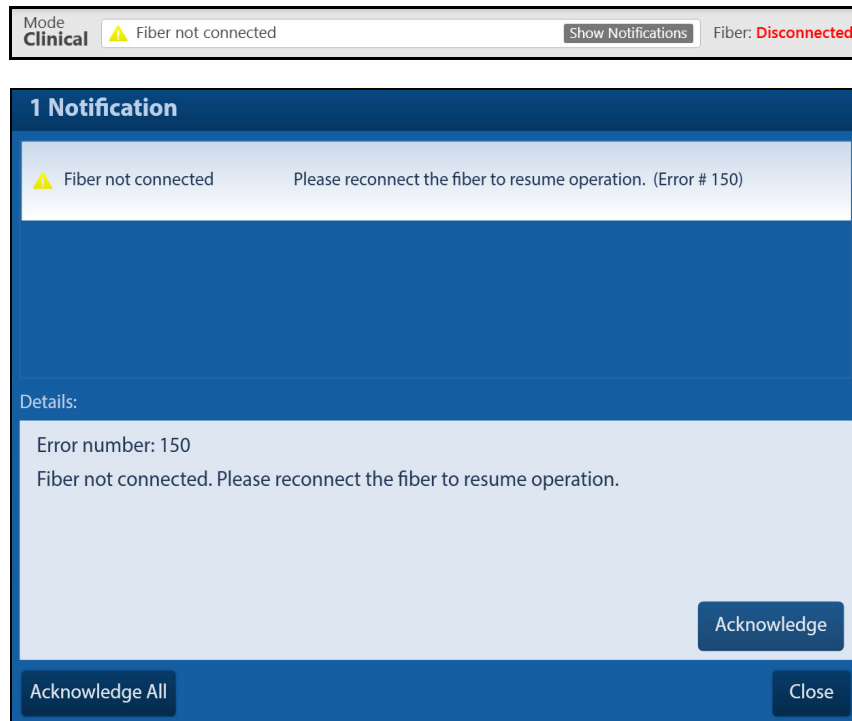 Mode
Clinical
Fiber not connected
Show Notifications
Fiber: Disconnected
1 Notification
Fiber not connected Please reconnect the fiber to resume operation. (Error # 150)
Details:
Error number: 150
Fiber not connected. Please reconnect the fiber to resume operation.
Acknowledge
Acknowledge All
Close